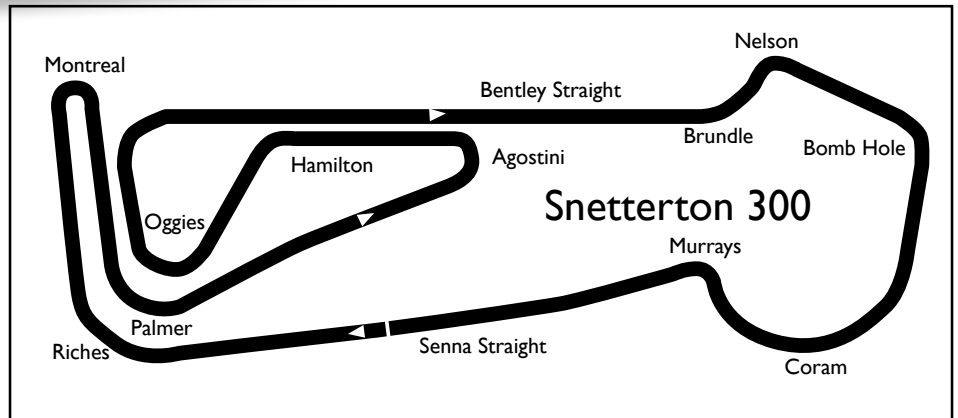 Nelson
Montreal
Bentley Straight
Brundle
Bomb Hole
Agostini
Hamilton
Snetterton 300
Oggies
Murrays
Palmer
Senna Straight
Riches
Coram